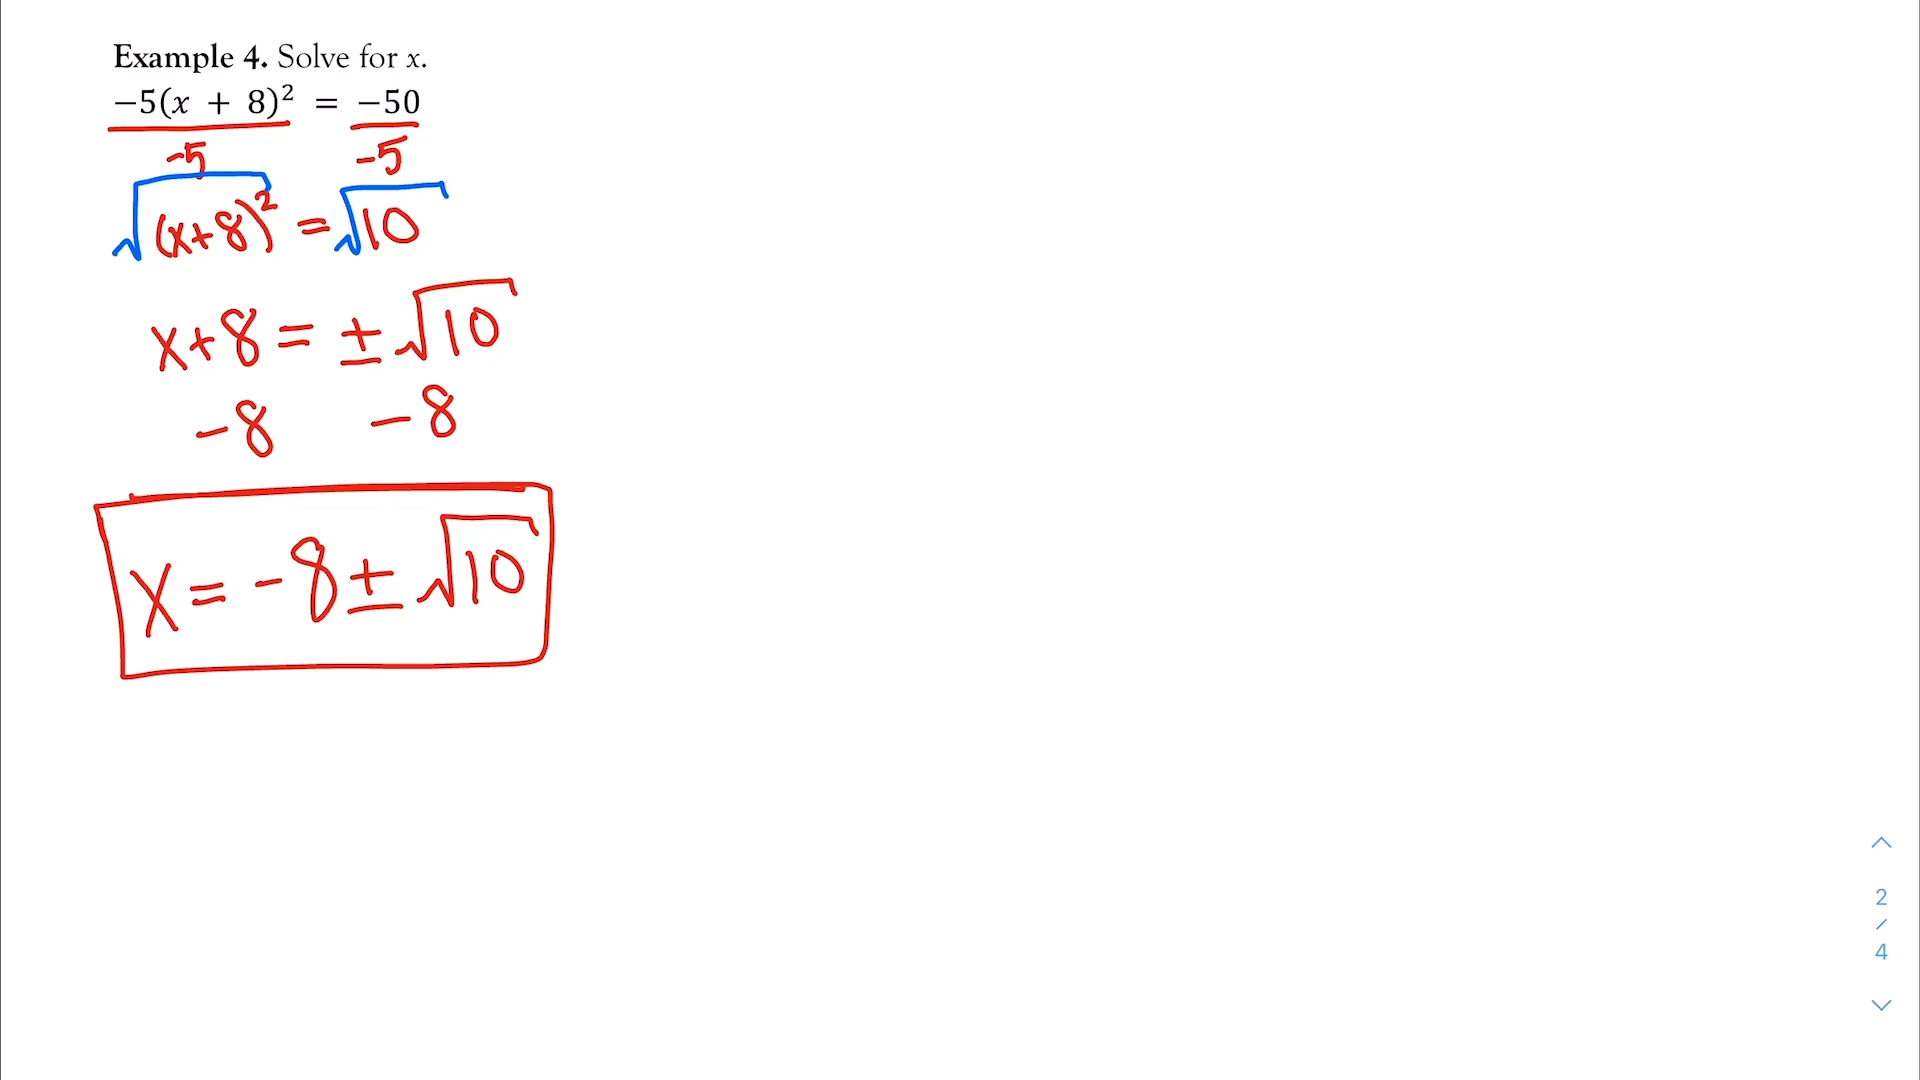 Example 4. Solve for x.
−5(x + 8)² = −50
-5 -5
√(x+8)² = √10
x+8 = ±√10
-8 -8
x = -8 ± √10
2
/
4